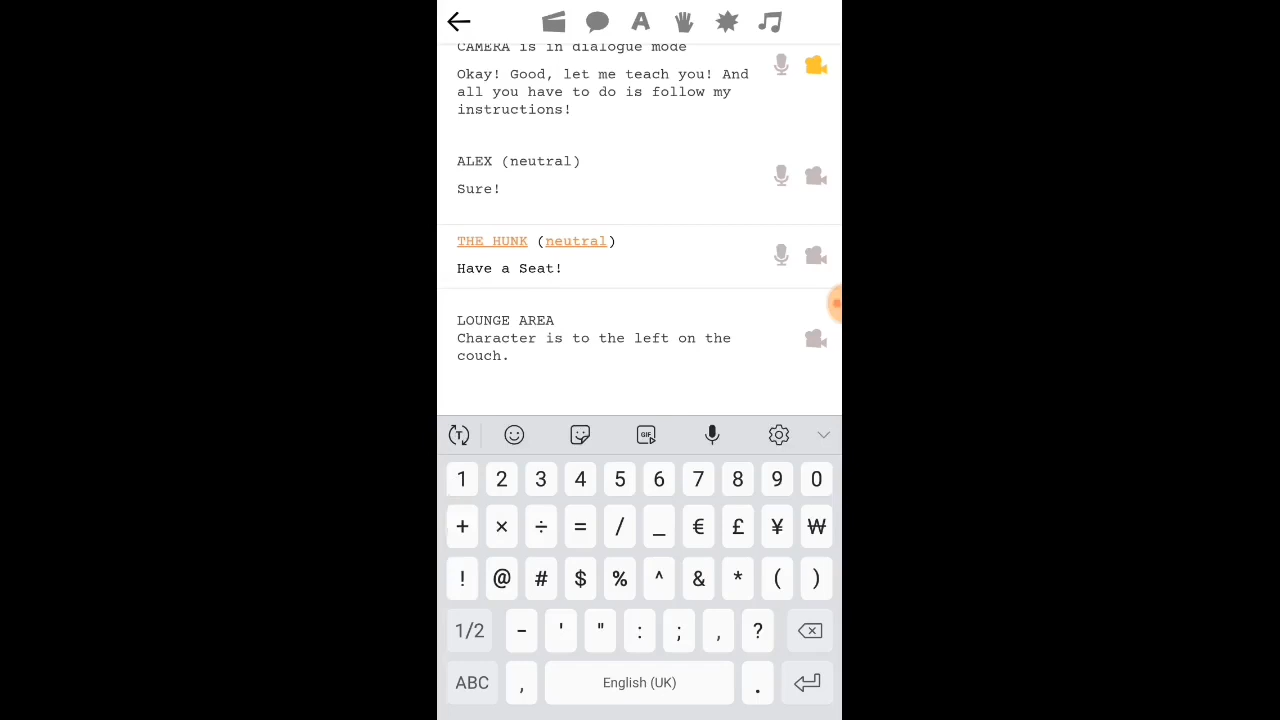 A
CAMERA is in dialogue mode
Okay! Good, let me teach you! And
all you have to do is follow my
instructions!
ALEX (neutral)
Sure!
THE HUNK (neutral)
Have a Seat!
LOUNGE AREA
Character is to the left on the
couch.
T GIF
1 2 3 4 5 6 7 8 9 0
+ × ÷ = / _ € £ ¥ ₩
! @ # $ % ^ & * ( )
1/2 - ' " : ; , ?
ABC , English (UK) .